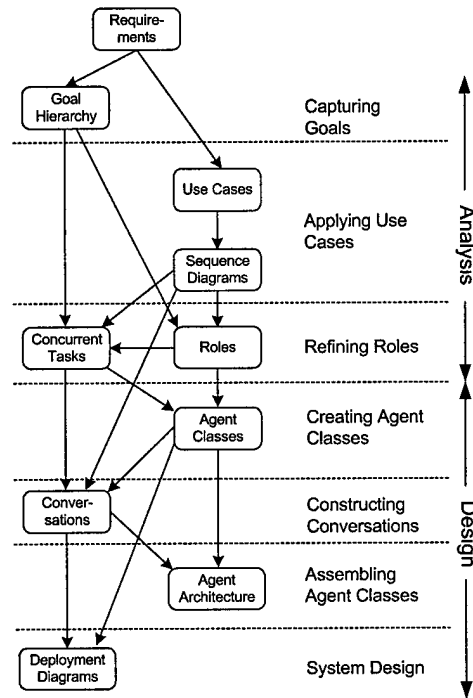 Require-
ments
Goal
Hierarchy
Capturing
Goals
Use Cases
Applying Use
Cases
Sequence
Diagrams
Analysis
Concurrent
Tasks
Roles
Refining Roles
Agent
Classes
Creating Agent
Classes
Conver-
sations
Constructing
Conversations
Design
Agent
Architecture
Assembling
Agent Classes
Deployment
Diagrams
System Design